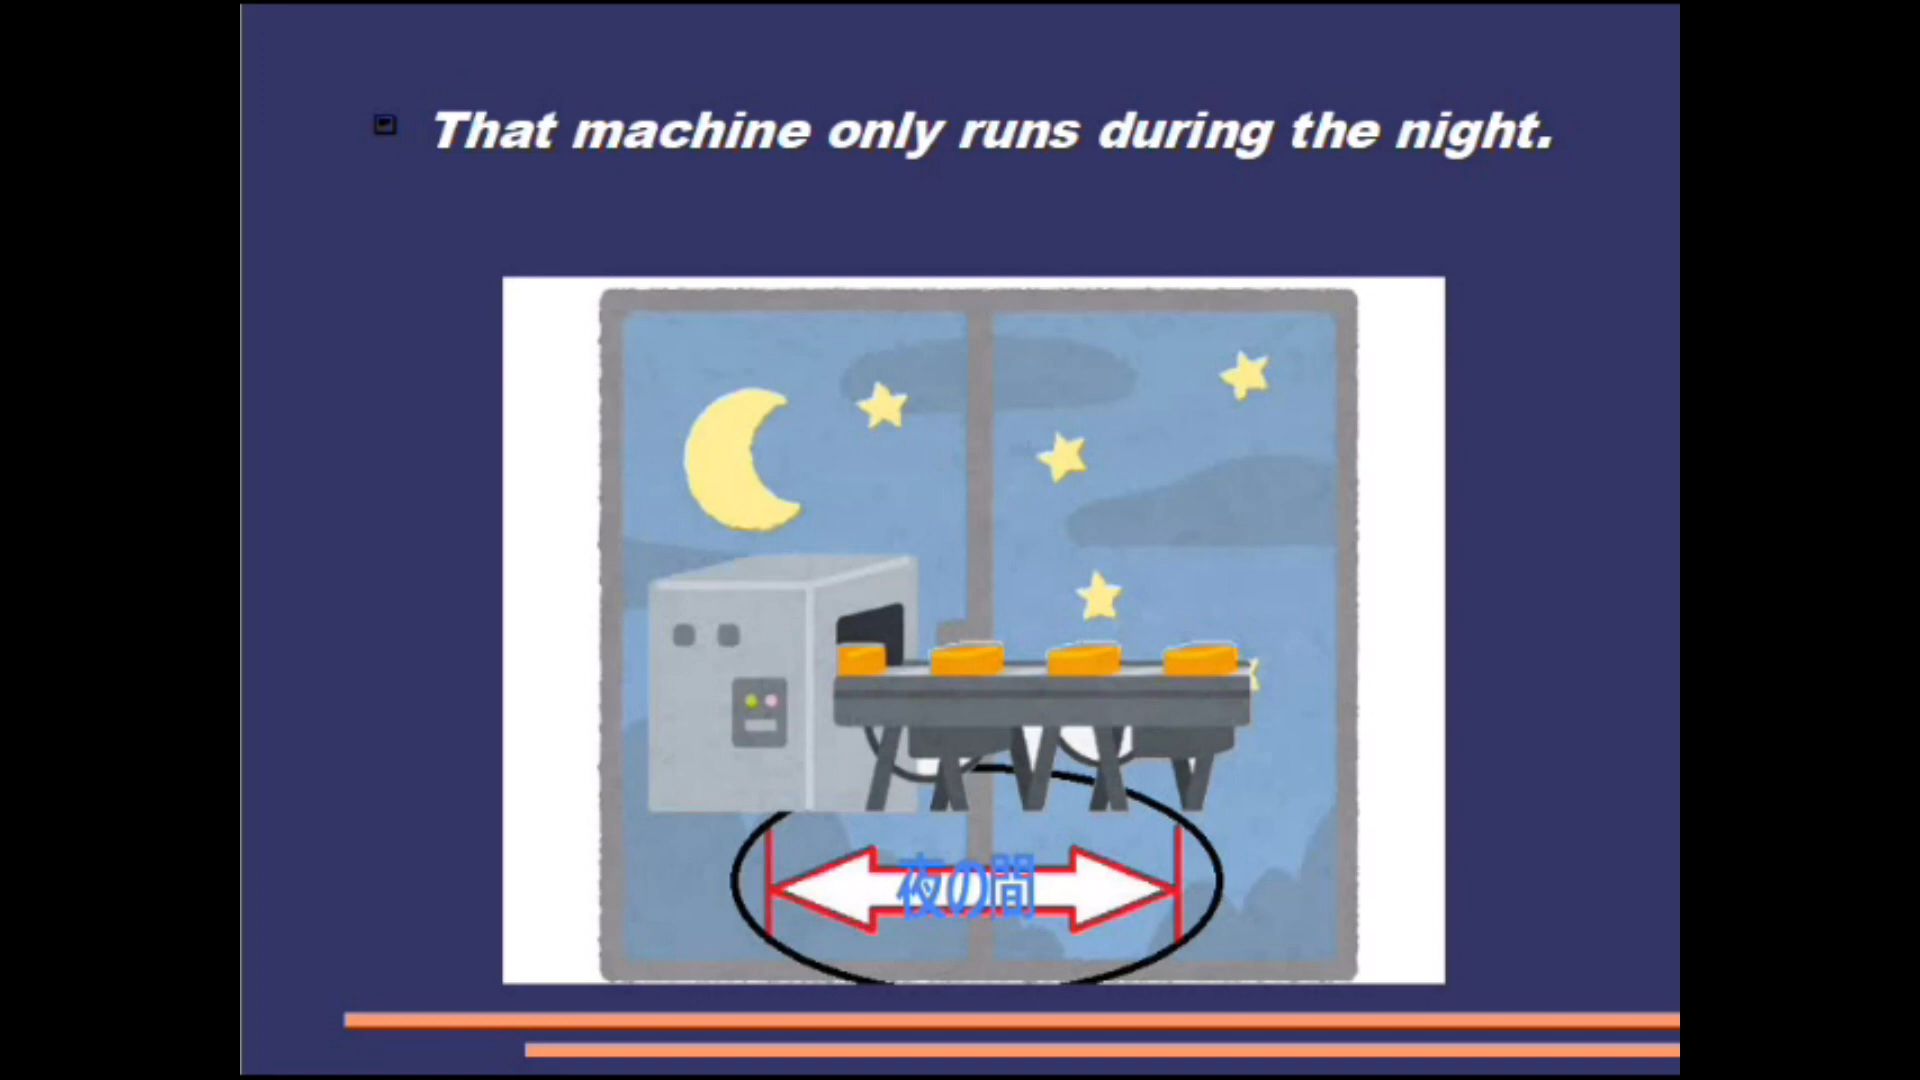 That machine only runs during the night.
夜の間